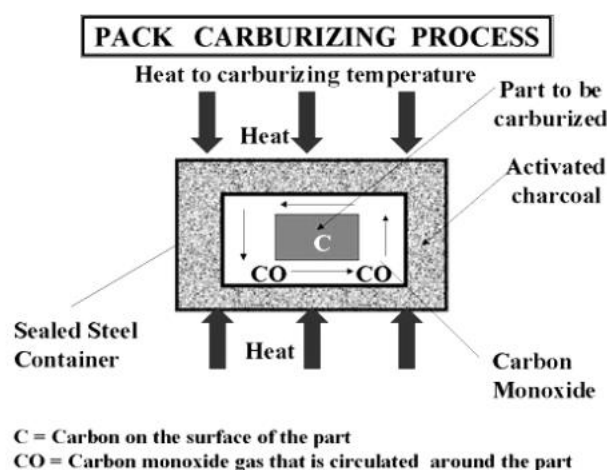 PACK CARBURIZING PROCESS
Heat to carburizing temperature
Part to be
carburized
Heat
Activated
charcoal
C
CO
CO
Sealed Steel
Container
Heat
Carbon
Monoxide
C = Carbon on the surface of the part
CO = Carbon monoxide gas that is circulated around the part